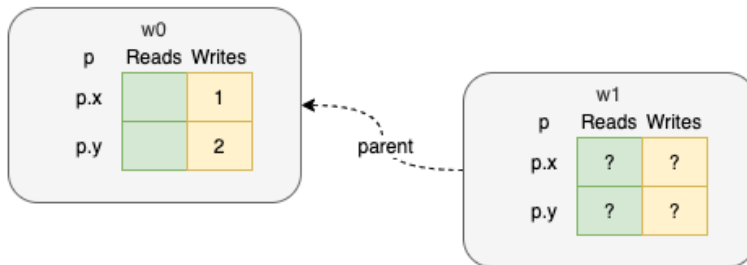 w0
p Reads Writes
p.x 1
p.y 2
parent
w1
p Reads Writes
p.x ? ?
p.y ? ?